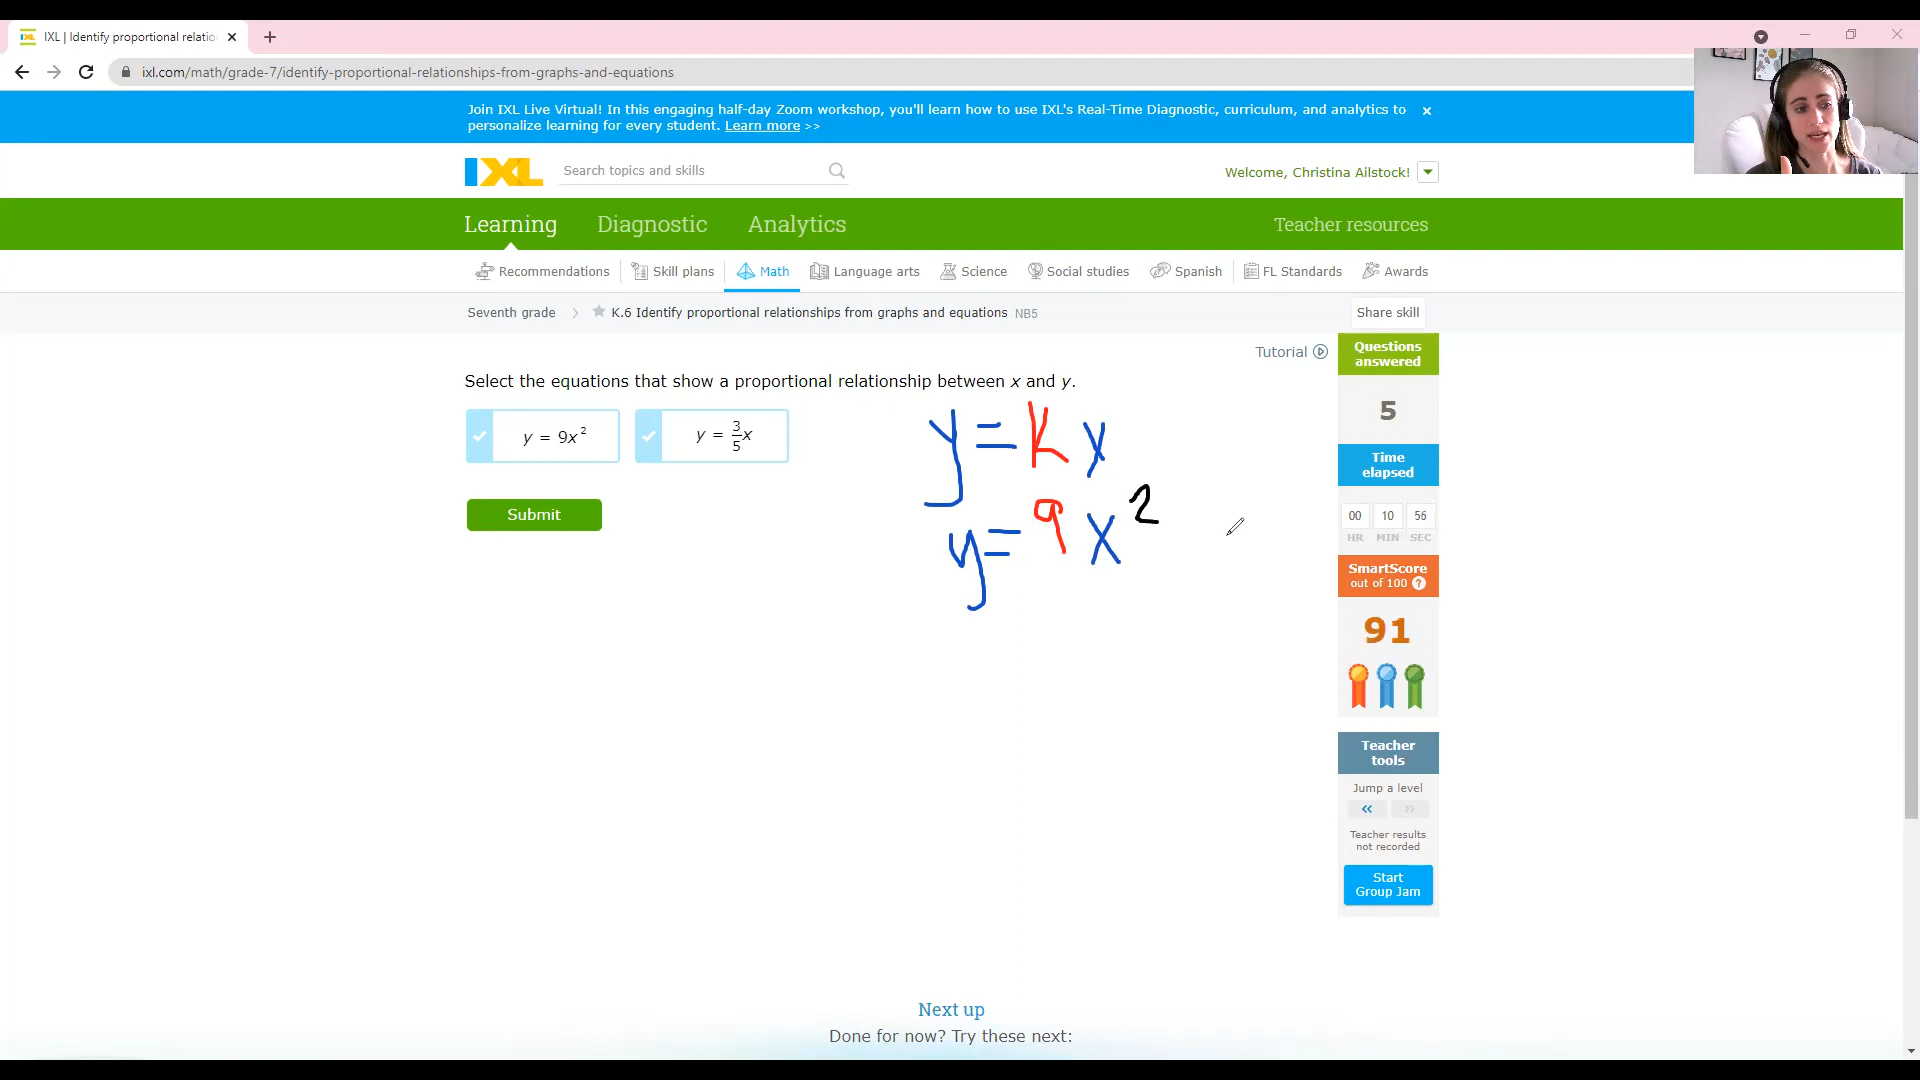 IXL | Identify proportional relatio
ixl.com/math/grade-7/identify-proportional-relationships-from-graphs-and-equations
Join IXL Live Virtual! In this engaging half-day Zoom workshop, you'll learn how to use IXL's Real-Time Diagnostic, curriculum, and analytics to
personalize learning for every student. Learn more >>
IXL
Search topics and skills
Welcome, Christina Ailstock!
Learning Diagnostic Analytics Teacher resources
Recommendations Skill plans Math Language arts Science Social studies Spanish FL Standards Awards
Seventh grade > K.6 Identify proportional relationships from graphs and equations NB5
Share skill
Tutorial
Select the equations that show a proportional relationship between x and y.
y = 9x²
y = 3/5 x
Submit
y = k x
y = 9 x²
Questions
answered
5
Time
elapsed
00 10 56
HR MIN SEC
SmartScore
out of 100 ?
91
Teacher
tools
Jump a level
<< >>
Teacher results
not recorded
Start
Group Jam
Next up
Done for now? Try these next: